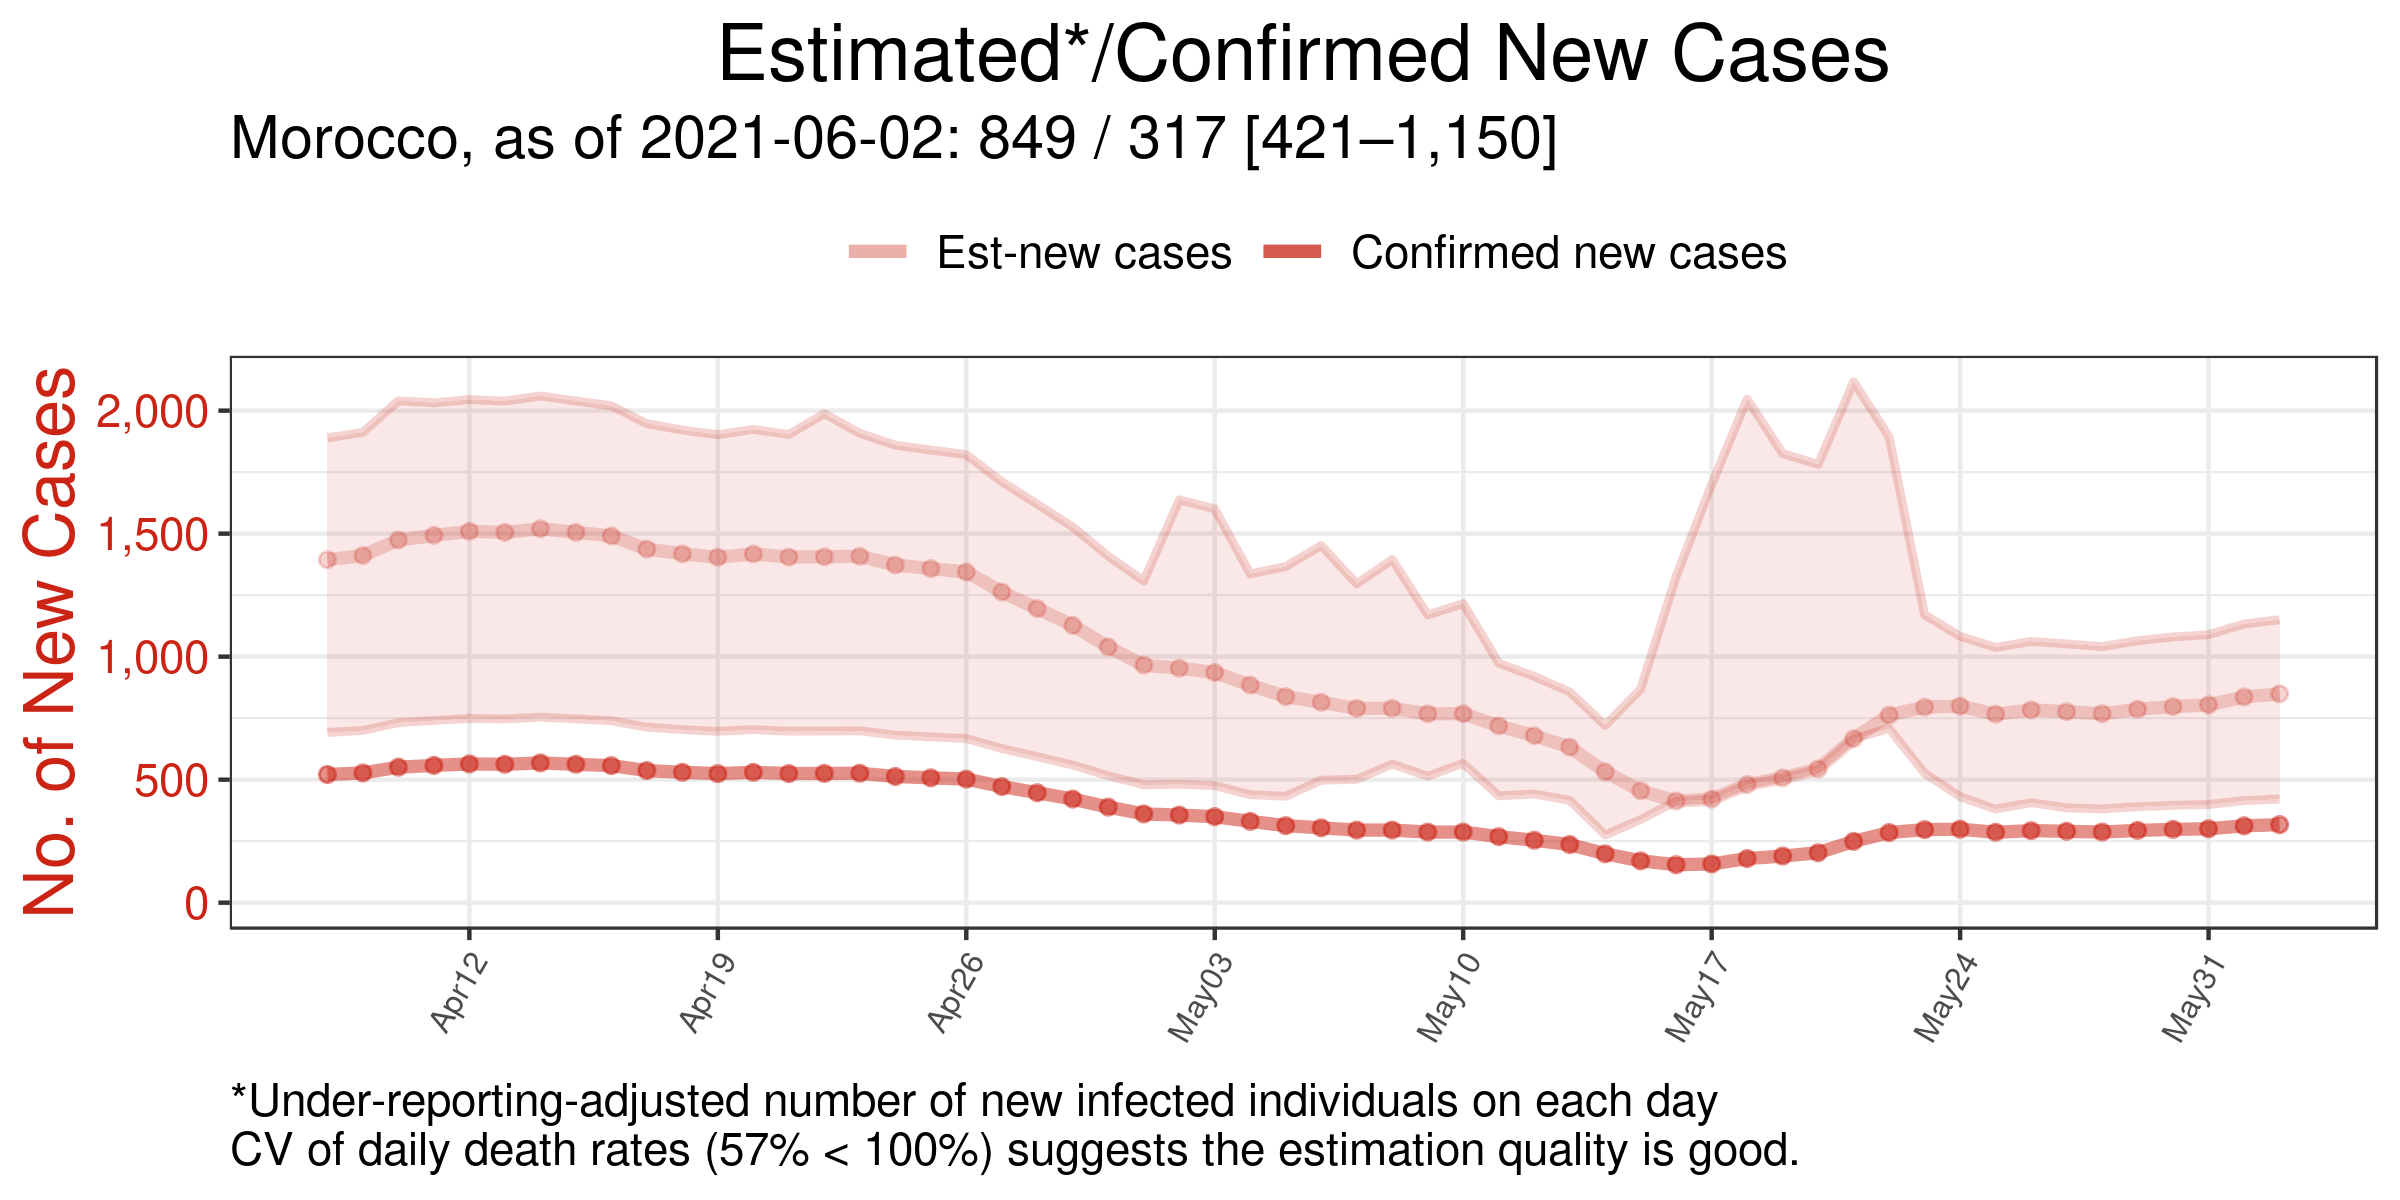 Estimated*/Confirmed New Cases
Morocco, as of 2021-06-02: 849 / 317 [421–1,150]
Est-new cases Confirmed new cases
No. of New Cases
2,000
1,500
1,000
500
0
Apr12 Apr19 Apr26 May03 May10 May17 May24 May31
*Under-reporting-adjusted number of new infected individuals on each day
CV of daily death rates (57% < 100%) suggests the estimation quality is good.